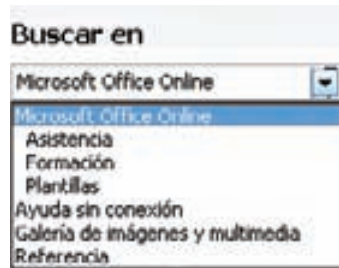 Buscar en
Microsoft Office Online
Microsoft Office Online
Asistencia
Formación
Plantillas
Ayuda sin conexión
Galería de imágenes y multimedia
Referencia